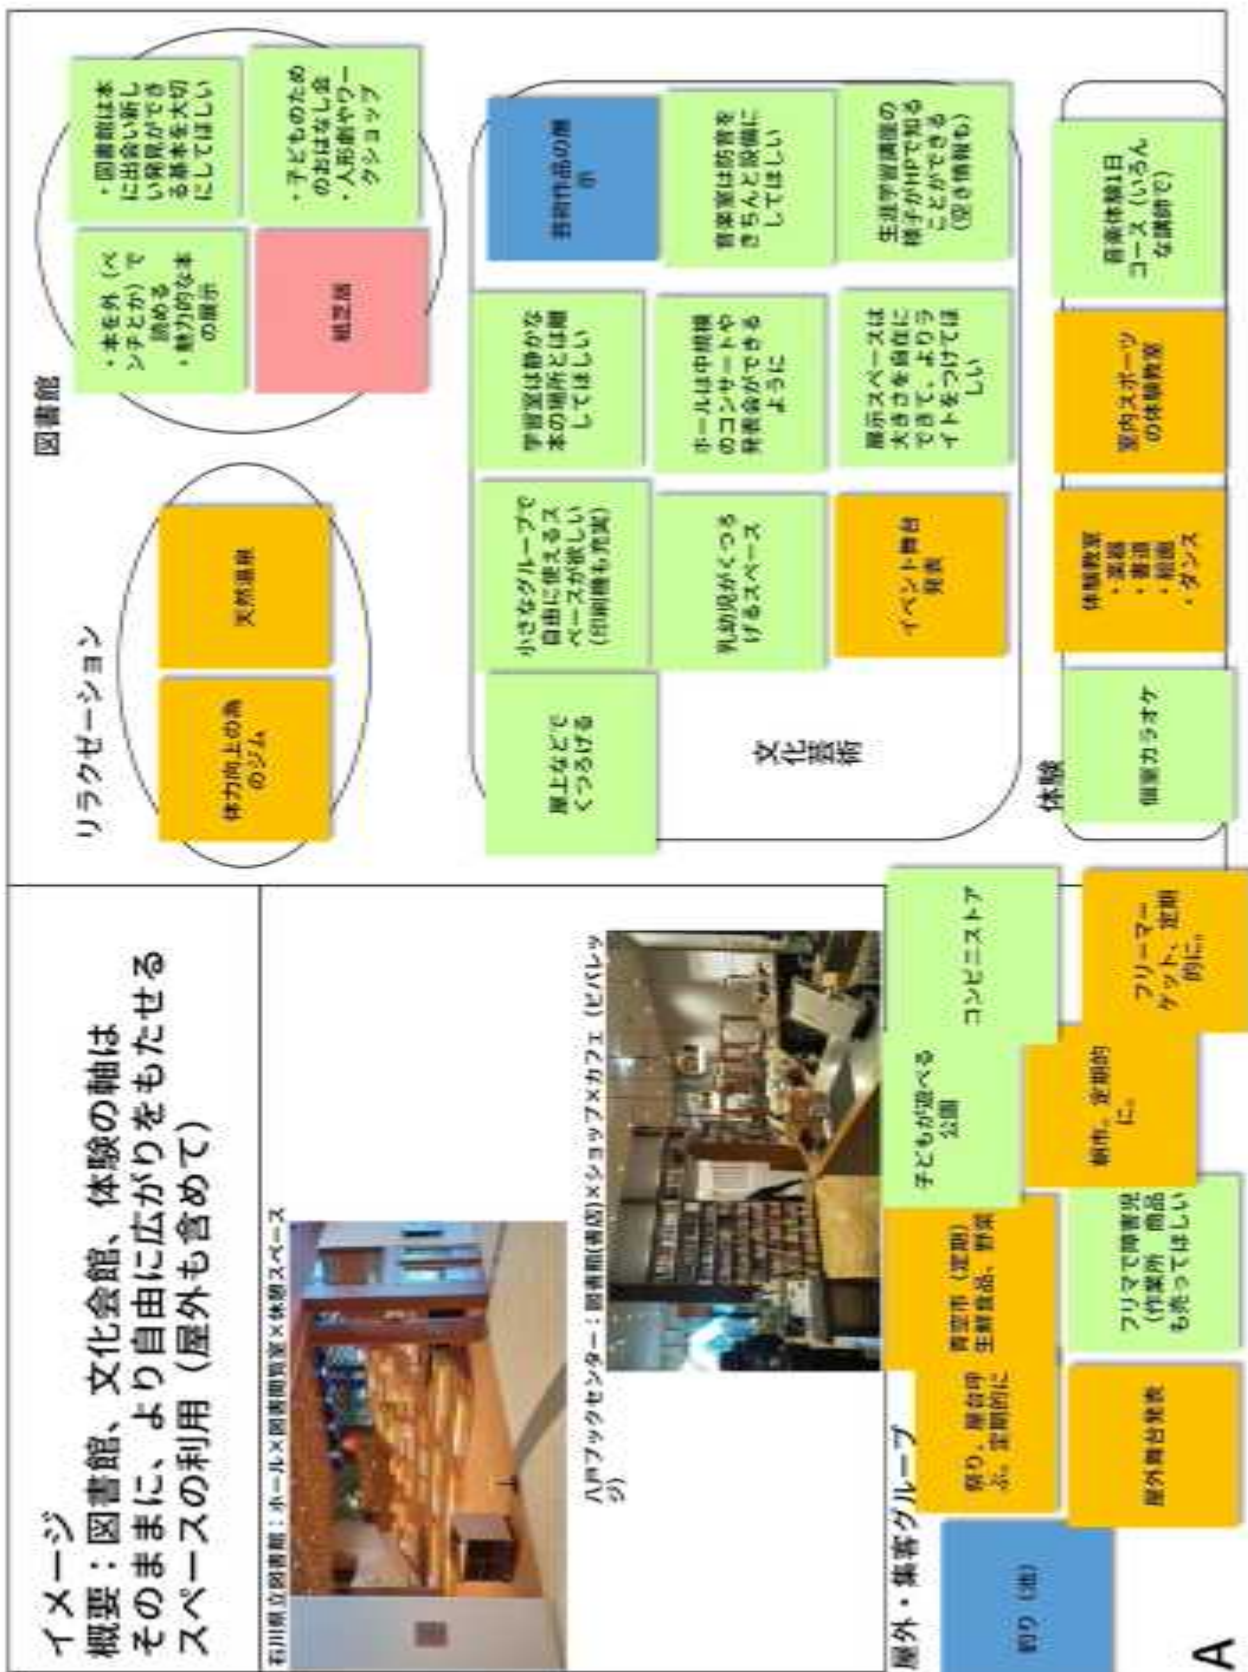 イメージ
概要：図書館、文化会館、体験の軸は
そのままに、より自由に広がりをもたせる
スペースの利用（屋外も含めて）
石川県立図書館：ホール×図書閲覧室×休憩スペース
八戸ブックセンター：図書館(書店)×ショップ×カフェ（ビバレッ
ジ）
屋外・集客グループ
釣り（池）
祭り、屋台呼
ぶ。定期的に
青空市（定期）
生鮮食品、野菜
子どもが遊べる
公園
コンビニストア
屋外舞台発表
フリマで障害児
（作業所　商品
も売ってほしい
朝市。定期的
に。
フリーマー
ケット、定期
的に。
A
リラクゼーション
体力向上の為
のジム
天然温泉
図書館
・本を外（ベ
ンチとか）で
読める
・魅力的な本
の展示
・図書館は本
に出会い新し
い発見ができ
る基本を大切
にしてほしい
紙芝居
・子どものため
のおはなし会
・人形劇やワー
クショップ
屋上などで
くつろげる
小さなグループで
自由に使えるス
ペースが欲しい
（印刷機も充実）
学習室は静かな
本の場所とは離
してほしい
芸術作品の展
示
文化芸術
乳幼児がくつろ
げるスペース
ホールは中規模
のコンサートや
発表会ができる
ように
音楽室は防音を
きちんと設備に
してほしい
イベント舞台
発表
展示スペースは
大きさを自在に
できて、よりラ
イトをつけてほ
しい
生涯学習講座の
様子がHPで知る
ことができる
（空き情報も）
体験
個室カラオケ
体験教室
・楽器
・書道
・絵画
・ダンス
室内スポーツ
の体験教室
音楽体験1日
コース（いろん
な講師で）